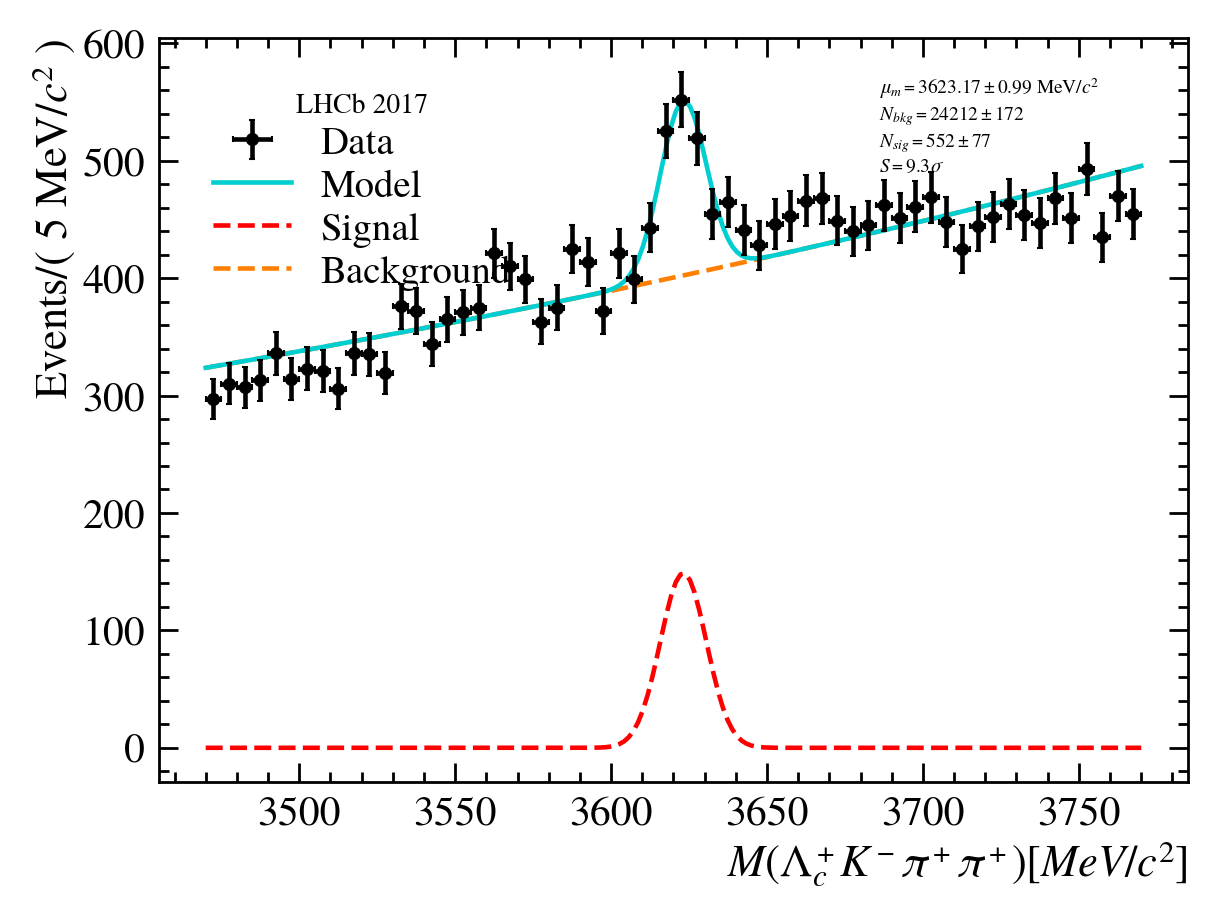 Events/( 5 MeV/c² )
600
500
400
300
200
100
0
LHCb 2017
Data
Model
Signal
Background
μₘ = 3623.17 ± 0.99 MeV/c²
N_bkg = 24212 ± 172
N_sig = 552 ± 77
S = 9.3σ
3500 3550 3600 3650 3700 3750
M(Λ_c⁺K⁻π⁺π⁺)[MeV/c²]